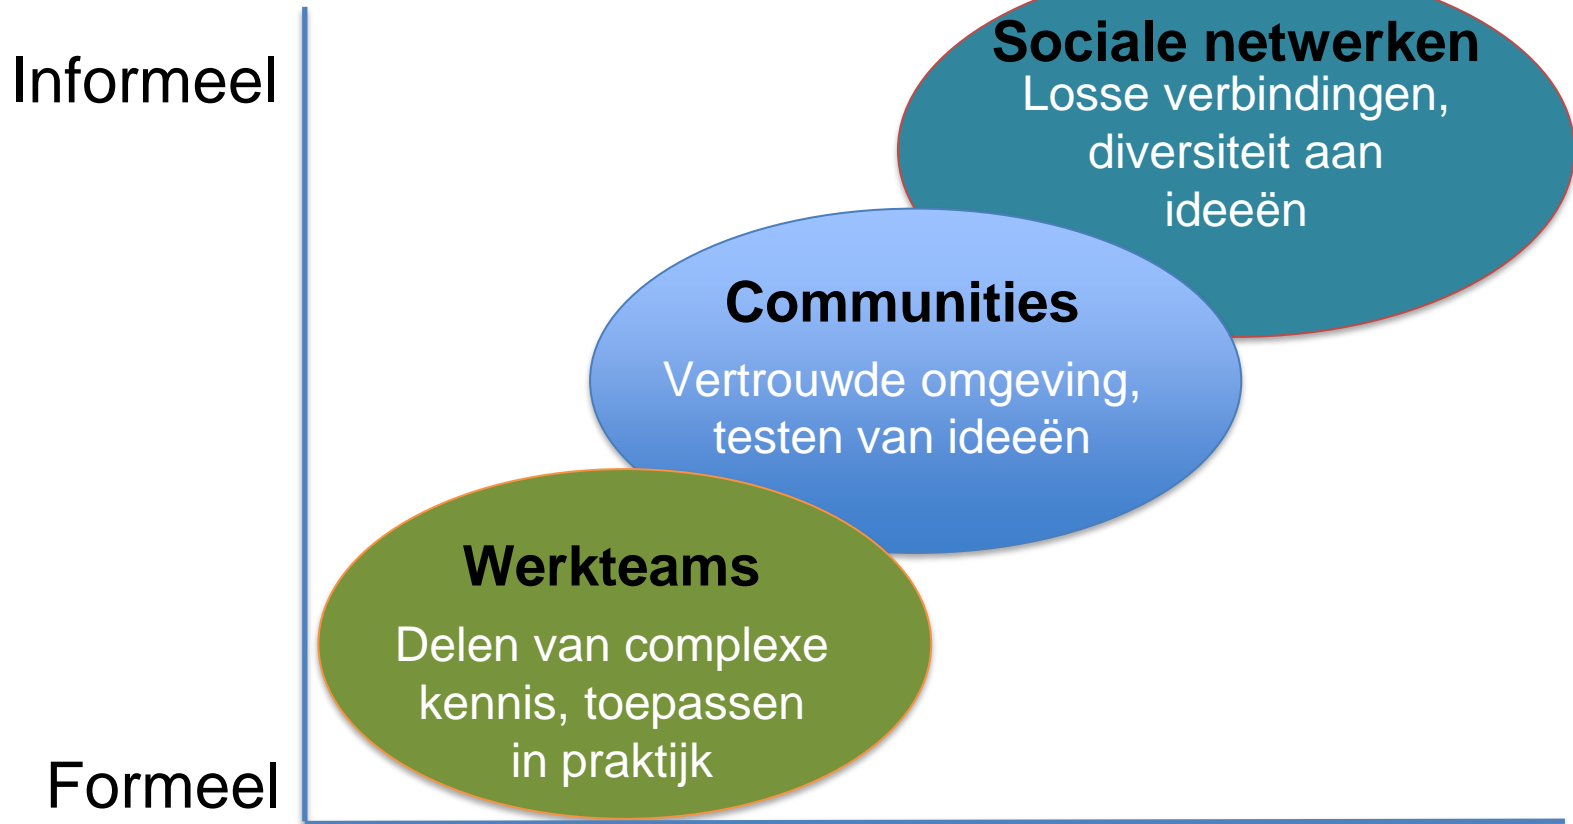 Informeel
Sociale netwerken
Losse verbindingen,
diversiteit aan
ideeën
Communities
Vertrouwde omgeving,
testen van ideeën
Werkteams
Delen van complexe
kennis, toepassen
in praktijk
Formeel